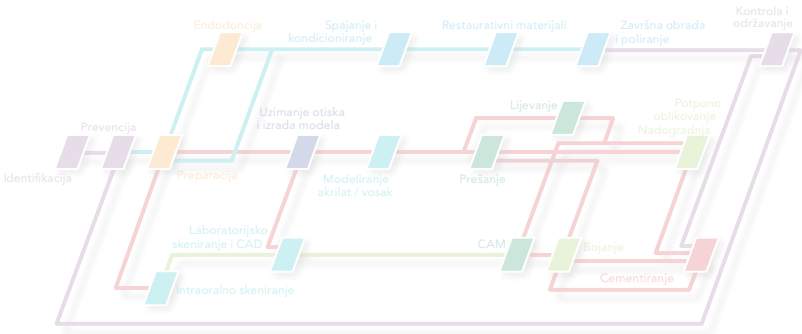 Kontrola i
održavanje
Endodoncija
Spajanje i
kondicioniranje
Restaurativni materijali
Završna obrada
i poliranje
Lijevanje
Potpuno
oblikovanje
Nadogradnja
Uzimanje otiska
i izrada modela
Prevencija
Identifikacija
Preparacija
Modeliranje
akrilat / vosak
Prešanje
Laboratorijsko
skeniranje i CAD
CAM
Bojanje
Cementiranje
Intraoralno skeniranje